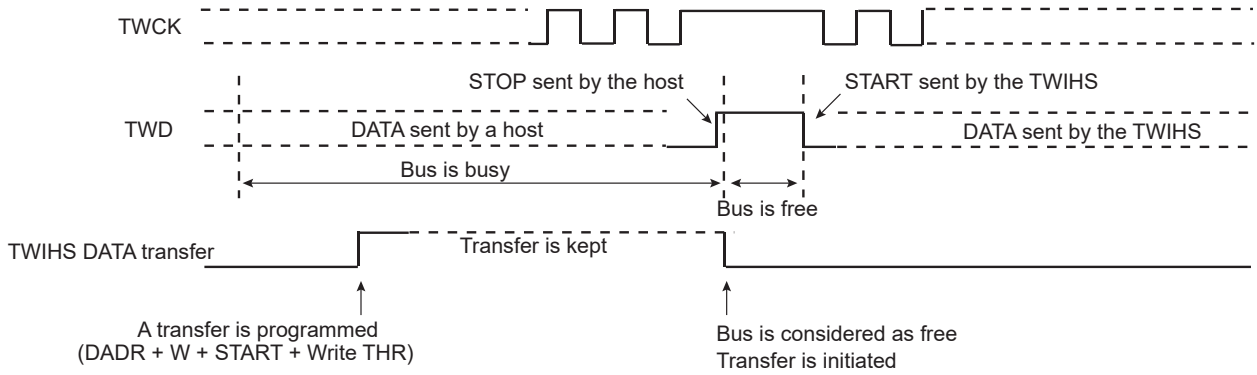 TWCK
STOP sent by the host
START sent by the TWIHS
TWD
DATA sent by a host
DATA sent by the TWIHS
Bus is busy
Bus is free
TWIHS DATA transfer
Transfer is kept
A transfer is programmed
(DADR + W + START + Write THR)
Bus is considered as free
Transfer is initiated